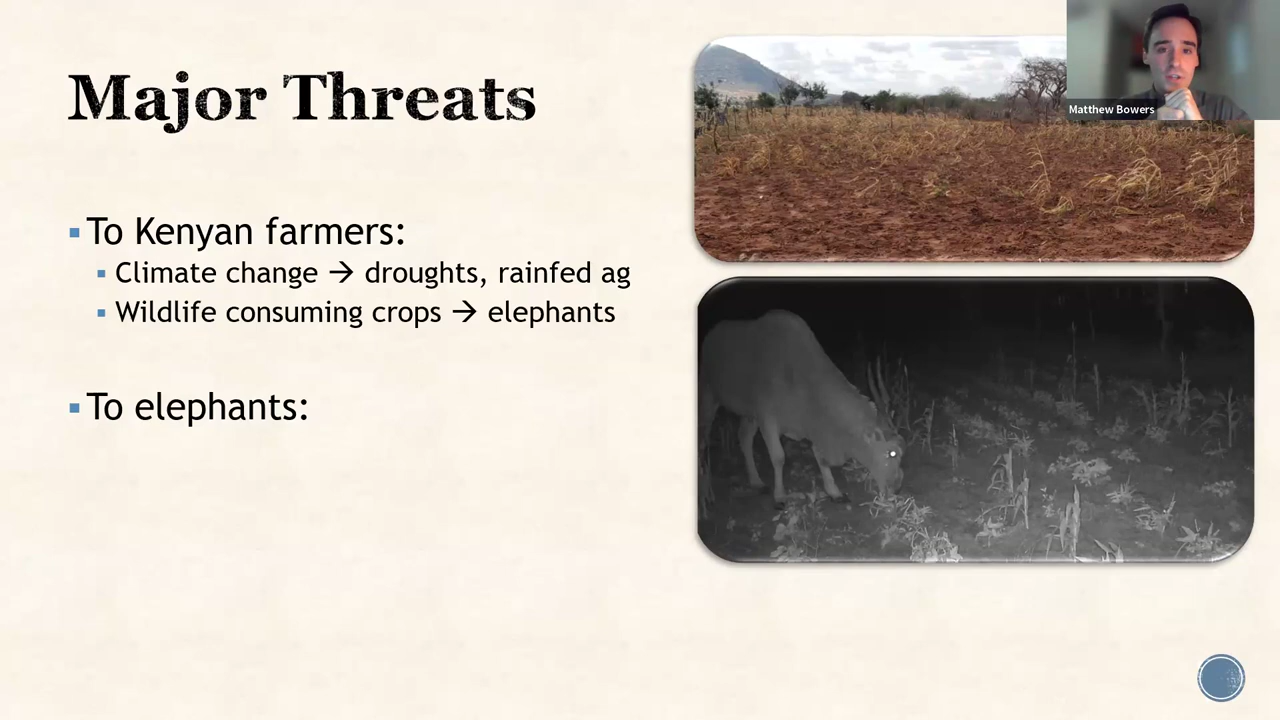 Major Threats
Matthew Bowers
To Kenyan farmers:
Climate change → droughts, rainfed ag
Wildlife consuming crops → elephants
To elephants: